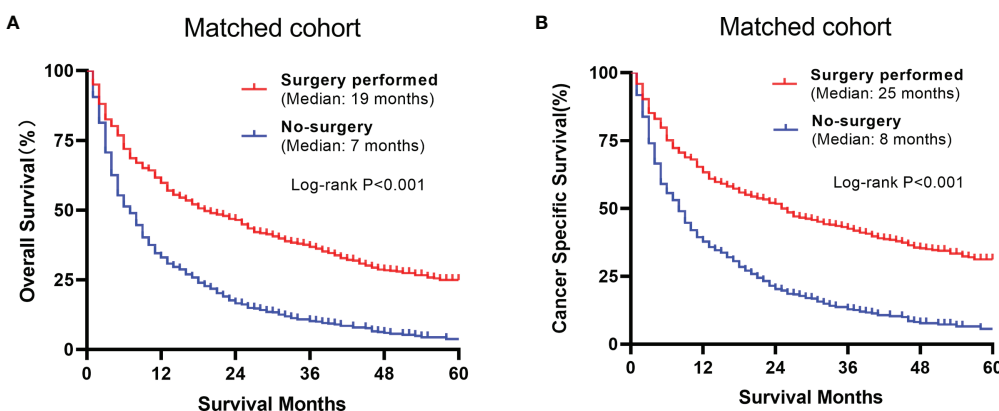 A
Matched cohort
Overall Survival (%)
100
75
50
25
0
Surgery performed
(Median: 19 months)
No-surgery
(Median: 7 months)
Log-rank P<0.001
0 12 24 36 48 60
Survival Months
B
Matched cohort
Cancer Specific Survival(%)
100
75
50
25
0
Surgery performed
(Median: 25 months)
No-surgery
(Median: 8 months)
Log-rank P<0.001
0 12 24 36 48 60
Survival Months